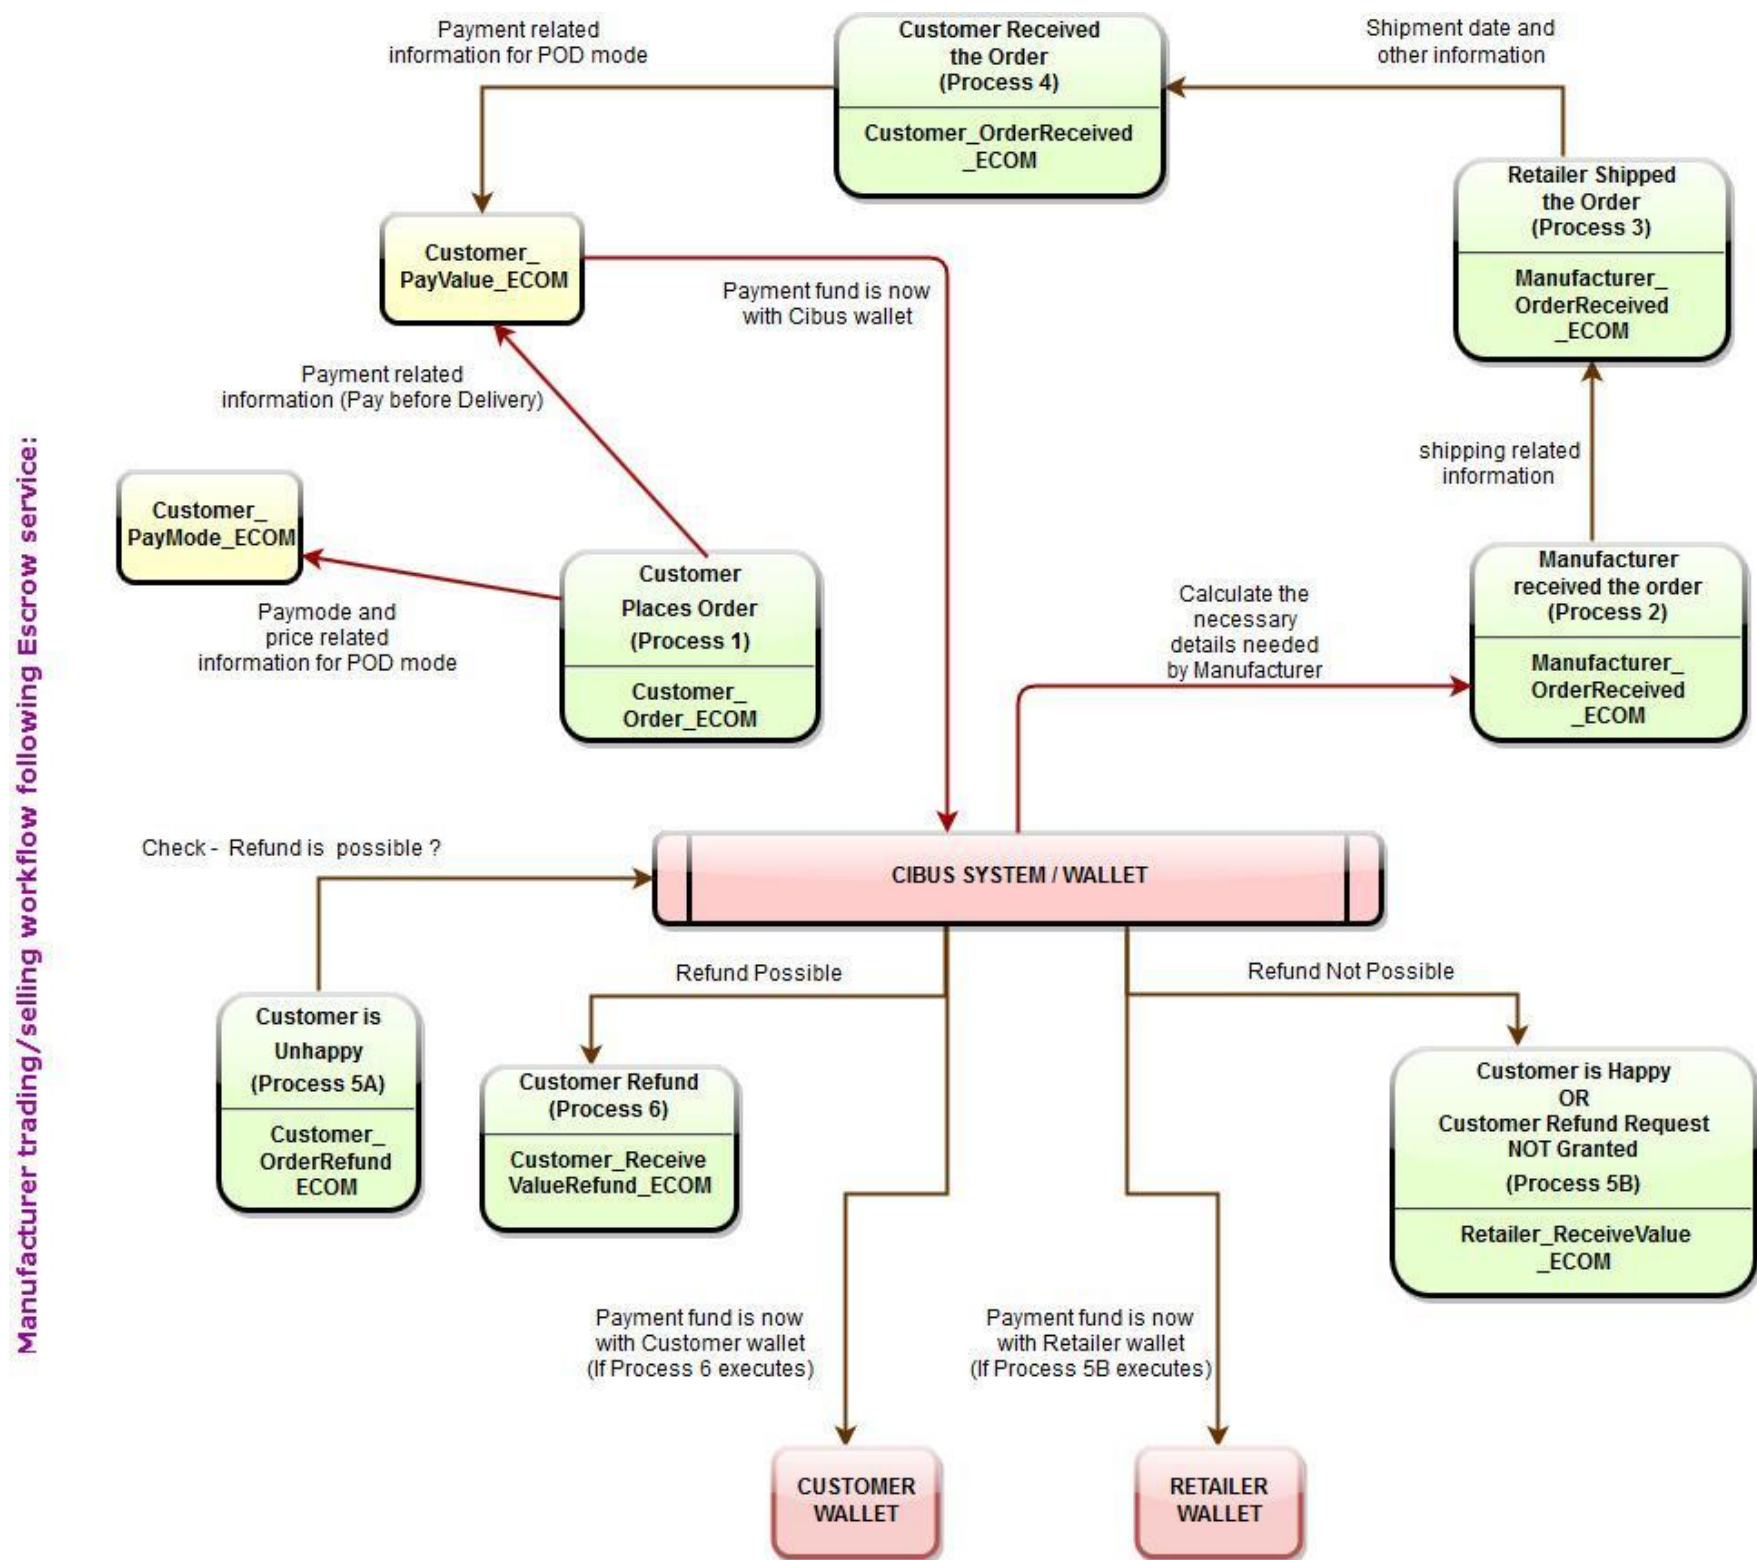 Manufacturer trading/selling workflow following Escrow service:
Payment related
information for POD mode
Customer Received
the Order
(Process 4)
Customer_OrderReceived
_ECOM
Shipment date and
other information
Retailer Shipped
the Order
(Process 3)
Manufacturer_
OrderReceived
_ECOM
Customer_
PayValue_ECOM
Payment fund is now
with Cibus wallet
Payment related
information (Pay before Delivery)
shipping related
information
Customer_
PayMode_ECOM
Paymode and
price related
information for POD mode
Customer
Places Order
(Process 1)
Customer_
Order_ECOM
Calculate the
necessary
details needed
by Manufacturer
Manufacturer
received the order
(Process 2)
Manufacturer_
OrderReceived
_ECOM
Check - Refund is possible ?
CIBUS SYSTEM / WALLET
Refund Possible
Refund Not Possible
Customer is
Unhappy
(Process 5A)
Customer_
OrderRefund
ECOM
Customer Refund
(Process 6)
Customer_Receive
ValueRefund_ECOM
Customer is Happy
OR
Customer Refund Request
NOT Granted
(Process 5B)
Retailer_ReceiveValue
_ECOM
Payment fund is now
with Customer wallet
(If Process 6 executes)
Payment fund is now
with Retailer wallet
(If Process 5B executes)
CUSTOMER
WALLET
RETAILER
WALLET